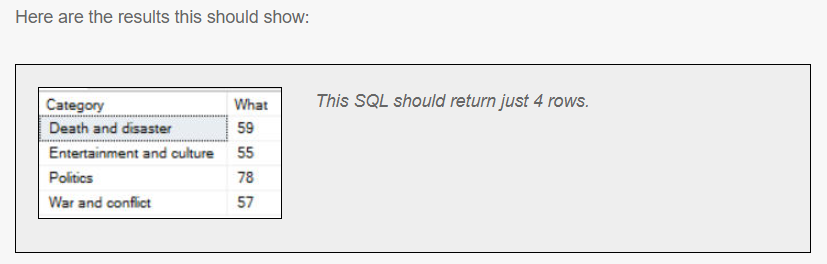 Here are the results this should show:
Category What
Death and disaster 59
Entertainment and culture 55
Politics 78
War and conflict 57
This SQL should return just 4 rows.